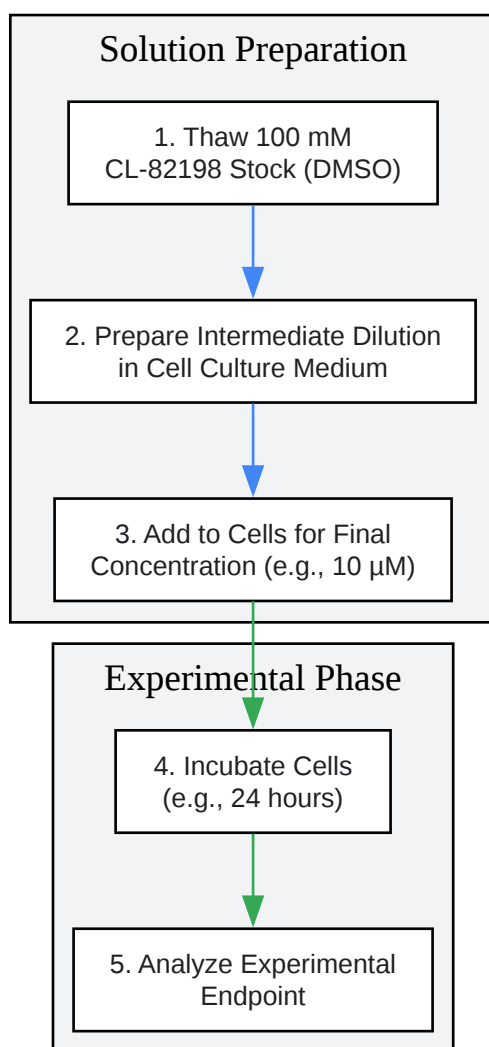 Solution Preparation
1. Thaw 100 mM
CL-82198 Stock (DMSO)
2. Prepare Intermediate Dilution
in Cell Culture Medium
3. Add to Cells for Final
Concentration (e.g., 10 µM)
Experimental Phase
4. Incubate Cells
(e.g., 24 hours)
5. Analyze Experimental
Endpoint